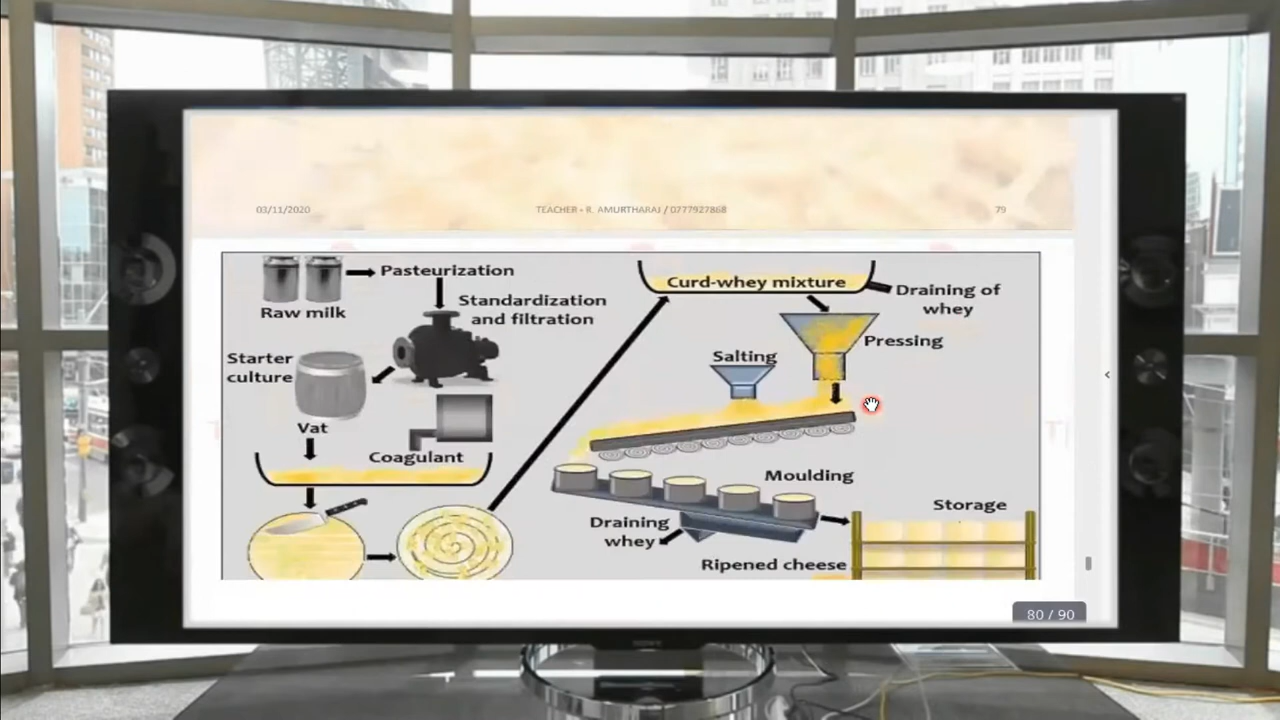 03/11/2020 TEACHER - R. AMURTHARAJ / 0777927868 79
Raw milk
Pasteurization
Standardization
and filtration
Starter
culture
Vat
Coagulant
Curd-whey mixture
Draining of
whey
Pressing
Salting
Moulding
Draining
whey
Storage
Ripened cheese
80 / 90